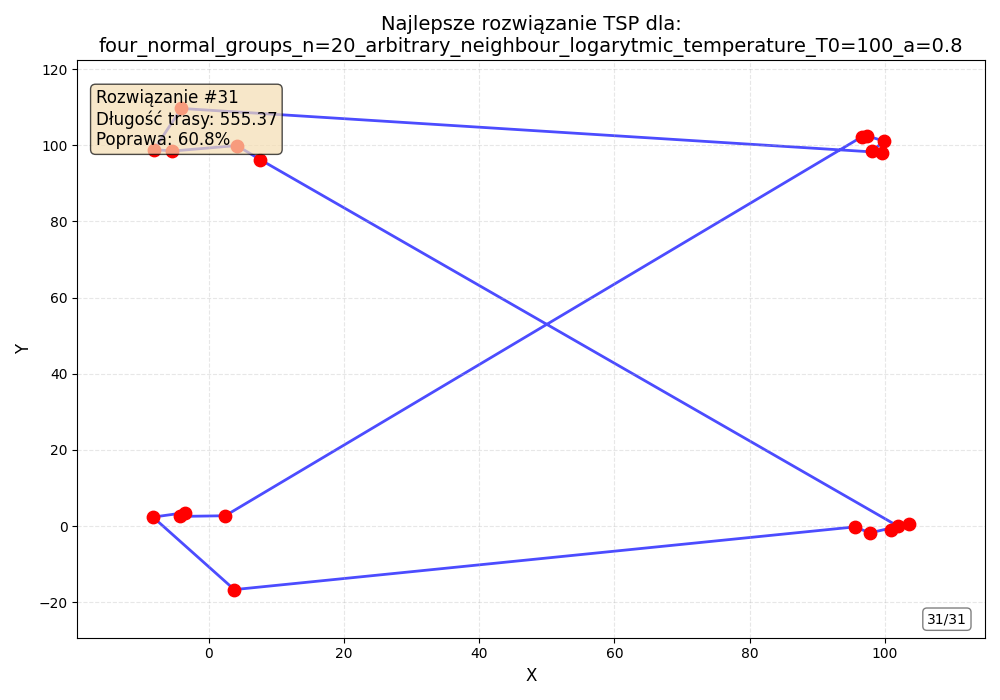 Najlepsze rozwiązanie TSP dla:
four_normal_groups_n=20_arbitrary_neighbour_logarytmic_temperature_T0=100_a=0.8
120
100
80
60
40
20
0
−20
Y
Rozwiązanie #31
Długość trasy: 555.37
Poprawa: 60.8%
31/31
0
20
40
60
80
100
X